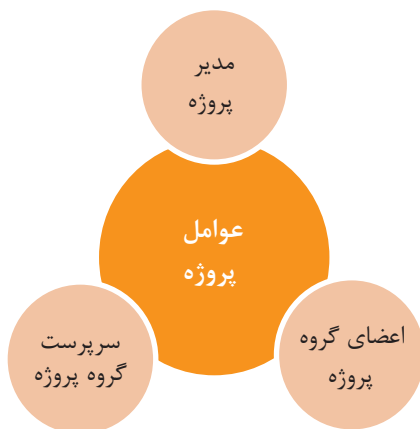 مدیر
پروژه
عوامل
پروژه
اعضای گروه
پروژه
سرپرست
گروه پروژه